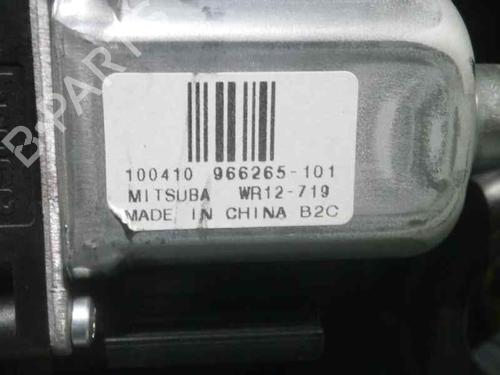 B-PARTS
100410 966265-101
MITSUBA WR12-719
MADE IN CHINA B2C